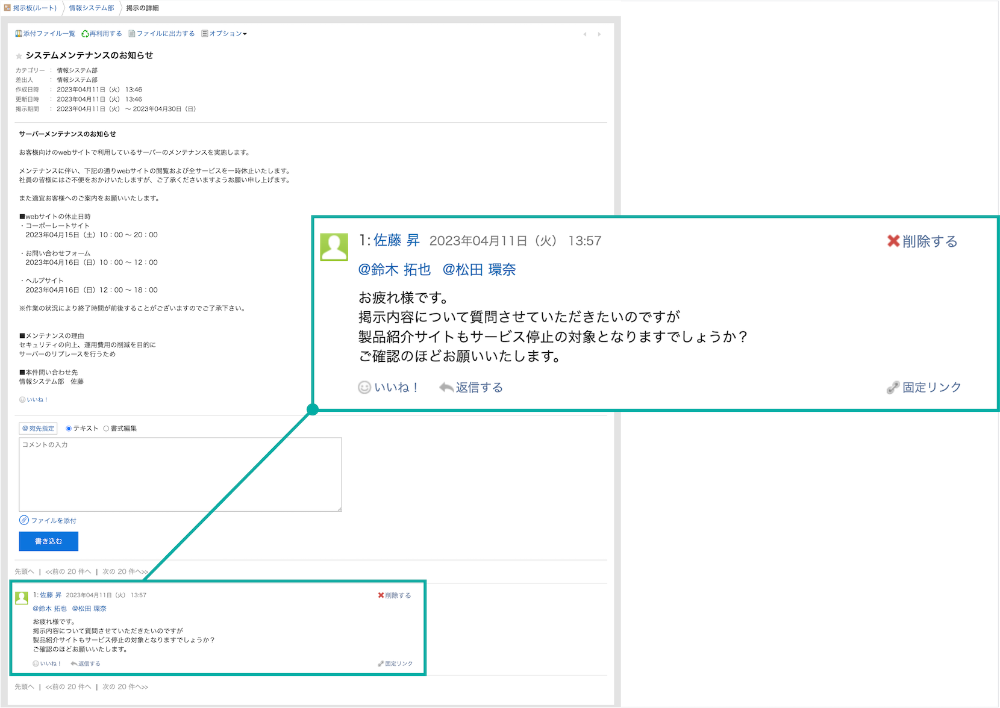 掲示板(ルート) 情報システム部 掲示の詳細
添付ファイル一覧 再利用する ファイルに出力する オプション
システムメンテナンスのお知らせ
カテゴリー ： 情報システム部
差出人 ： 情報システム部
作成日時 ： 2023年04月11日（火） 13:46
更新日時 ： 2023年04月11日（火） 13:46
掲示期間 ： 2023年04月11日（火） ～ 2023年04月30日（日）
サーバーメンテナンスのお知らせ
お客様向けのwebサイトで利用しているサーバーのメンテナンスを実施します。
メンテナンスに伴い、下記の通りwebサイトの閲覧および全サービスを一時休止いたします。
社員の皆様にはご不便をおかけいたしますが、ご了承くださいますようお願い申し上げます。
また適宜お客様へのご案内をお願いいたします。
■webサイトの休止日時
・コーポレートサイト
2023年04月15日（土）10：00 ～ 20：00
・お問い合わせフォーム
2023年04月16日（日）10：00 ～ 12：00
・ヘルプサイト
2023年04月16日（日）12：00 ～ 18：00
※作業の状況により終了時間が前後することがございますのでご了承下さい。
■メンテナンスの理由
セキュリティの向上、運用費用の削減を目的に
サーバーのリプレースを行うため
■本件問い合わせ先
情報システム部　佐藤
いいね！
1: 佐藤 昇 2023年04月11日（火） 13:57 削除する
@鈴木 拓也 @松田 環奈
お疲れ様です。
掲示内容について質問させていただきたいのですが
製品紹介サイトもサービス停止の対象となりますでしょうか？
ご確認のほどお願いいたします。
いいね！ 返信する 固定リンク
@宛先指定 テキスト 書式編集
コメントの入力
ファイルを添付
書き込む
先頭へ | <<前の 20 件へ | 次の 20 件へ>>
1: 佐藤 昇 2023年04月11日（火） 13:57 削除する
@鈴木 拓也 @松田 環奈
お疲れ様です。
掲示内容について質問させていただきたいのですが
製品紹介サイトもサービス停止の対象となりますでしょうか？
ご確認のほどお願いいたします。
いいね！ 返信する 固定リンク
先頭へ | <<前の 20 件へ | 次の 20 件へ>>